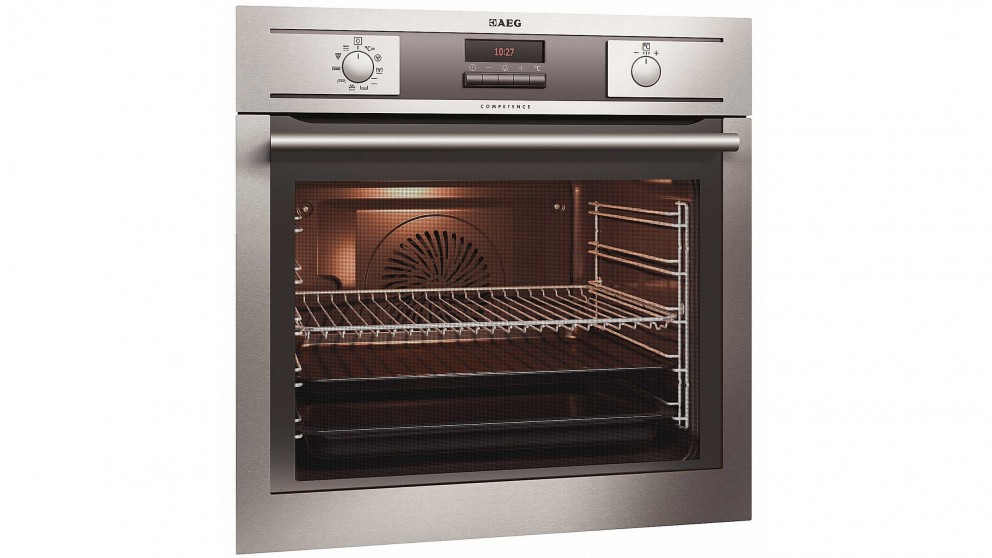 AEG
10:27
°C
− + °C
− +
COMPETENCE